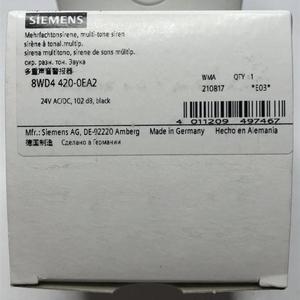 SIEMENS
Mehrfachtonsirene, multi-tone siren
sirène à tonal.multip.
sirena multitono, sirene de sons múltip.
сир. разн. тон. Звука
多重声音警报器
8WD4 420-0EA2
WMA QTY :1
24V AC/DC, 102 dB, black
210817 *E03*
4 011209 497467
Mfr.: Siemens AG, DE-92220 Amberg Made in Germany Hecho en Alemania
德国制造 Сделано в Германии